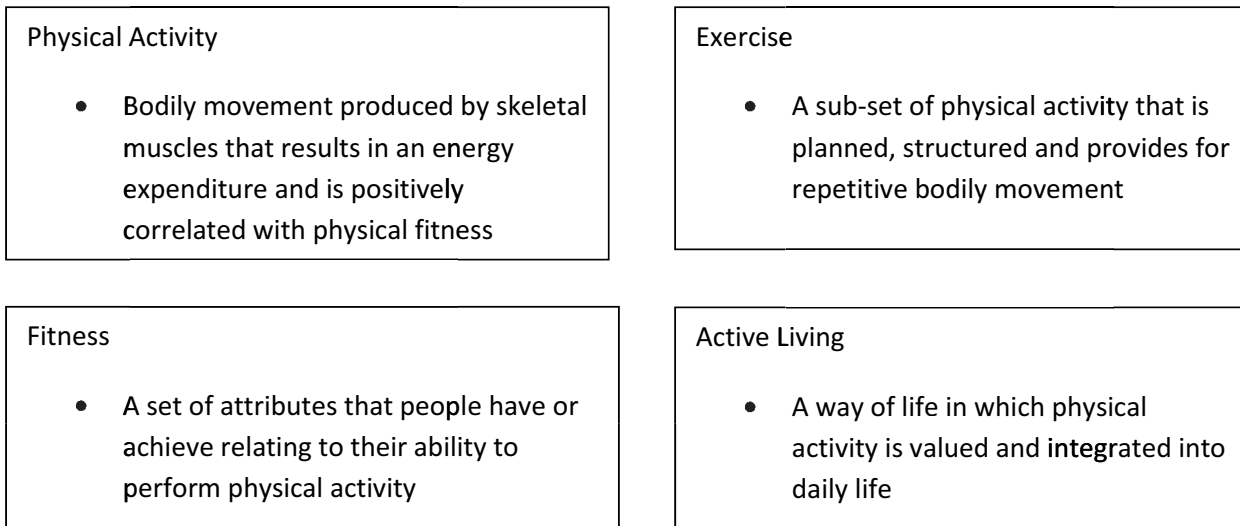 Physical Activity
• Bodily movement produced by skeletal
muscles that results in an energy
expenditure and is positively
correlated with physical fitness
Exercise
• A sub-set of physical activity that is
planned, structured and provides for
repetitive bodily movement
Fitness
• A set of attributes that people have or
achieve relating to their ability to
perform physical activity
Active Living
• A way of life in which physical
activity is valued and integrated into
daily life